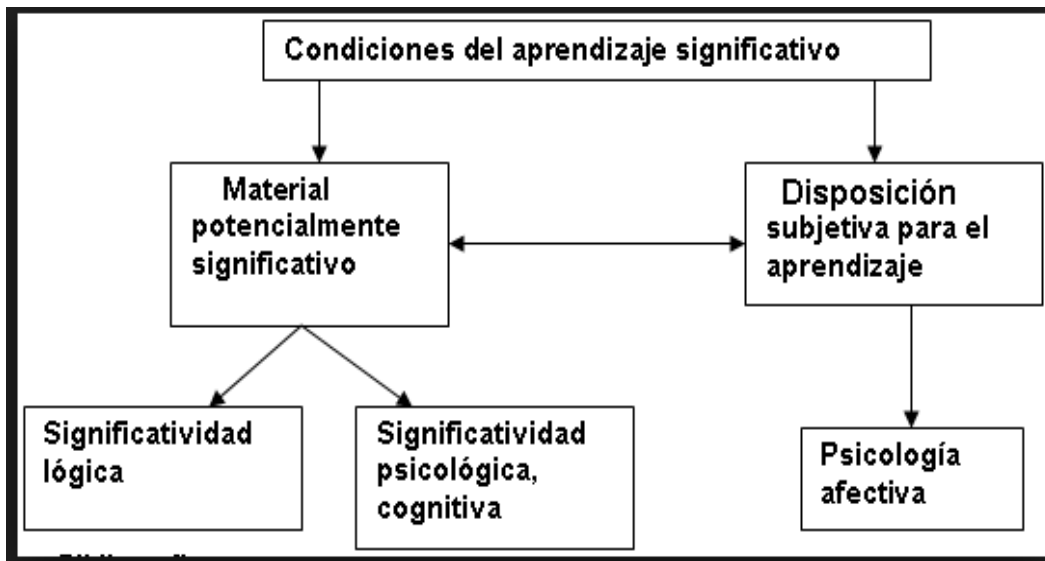 Condiciones del aprendizaje significativo
Material
potencialmente
significativo
Disposición
subjetiva para el
aprendizaje
Significatividad
lógica
Significatividad
psicológica,
cognitiva
Psicología
afectiva